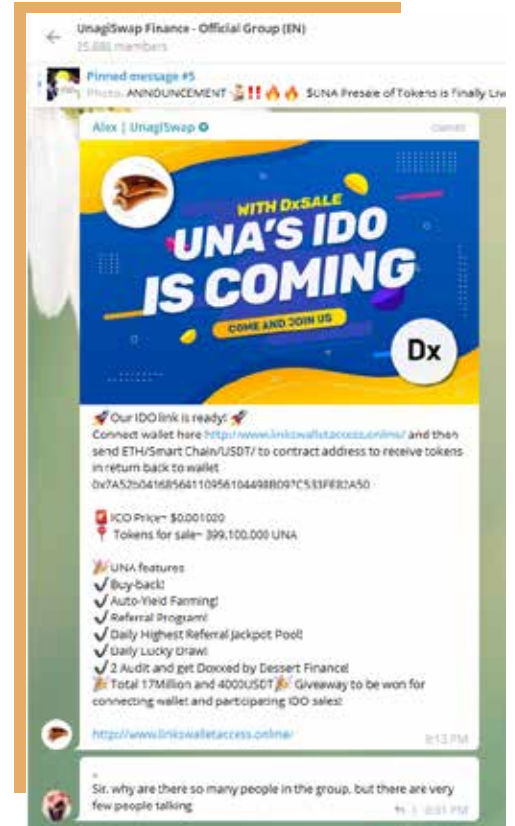 UnagiSwap Finance - Official Group (EN)
members
Pinned message #5
Photo, ANNOUNCEMENT ‼️🔥🔥 $UNA Presale of Tokens is finally Live
Alex | UnagiSwap
owner
WITH DxSALE
UNA'S IDO
IS COMING
COME AND JOIN US
Dx
🚀 Our IDO link is ready! 🚀
Connect wallet here http://www.linkswalletaccess.online/ and then
send ETH/Smart Chain/USDT/ to contract address to receive tokens
in return back to wallet
🚨 ICO Price~ $0.001020
📍 Tokens for sale~ 399,100,000 UNA
🎉 UNA features
✔️Buy-back!
✔️Auto-Yield Farming!
✔️Referral Program!
✔️Daily Highest Referral Jackpot Pool!
✔️Daily Lucky Draw!
✔️2 Audit and get Doxxed by Dessert Finance!
🎉Total 17Million and 4000USDT🎉 Giveaway to be won for
connecting wallet and participating IDO sales!
http://www.linkswalletaccess.online/
8:13 PM
Sir, why are there so many people in the group, but there are very
few people talking
1 8:31 PM